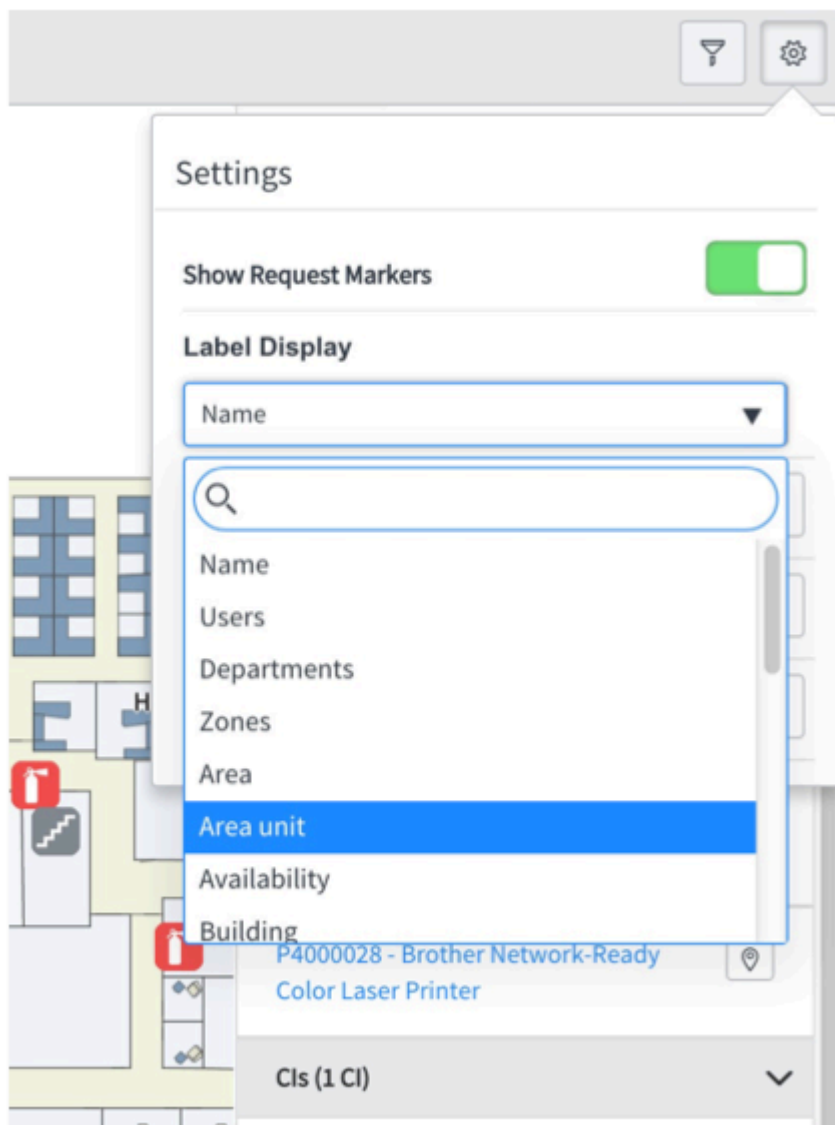 Settings
Show Request Markers
Label Display
Name
Name
Users
Departments
Zones
Area
Area unit
Availability
Building
H
P4000028 - Brother Network-Ready
Color Laser Printer
CIs (1 CI)